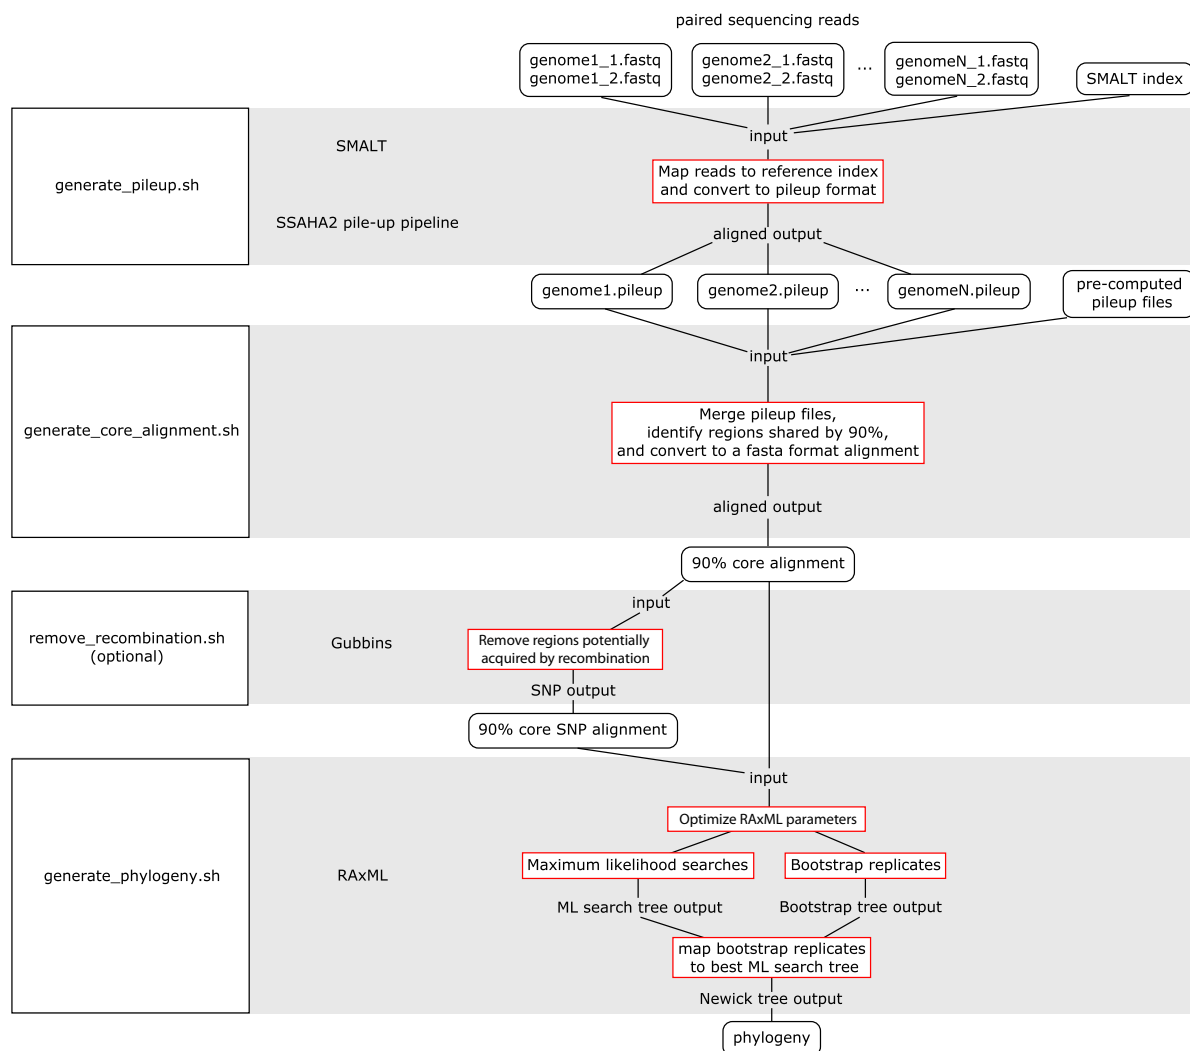 paired sequencing reads
genome1_1.fastq
genome1_2.fastq
genome2_1.fastq
genome2_2.fastq
...
genomeN_1.fastq
genomeN_2.fastq
SMALT index
generate_pileup.sh
SMALT
SSAHA2 pile-up pipeline
input
Map reads to reference index
and convert to pileup format
aligned output
genome1.pileup
genome2.pileup
...
genomeN.pileup
pre-computed
pileup files
generate_core_alignment.sh
input
Merge pileup files,
identify regions shared by 90%,
and convert to a fasta format alignment
aligned output
90% core alignment
remove_recombination.sh
(optional)
Gubbins
input
Remove regions potentially
acquired by recombination
SNP output
90% core SNP alignment
generate_phylogeny.sh
RAxML
input
Optimize RAxML parameters
Maximum likelihood searches
Bootstrap replicates
ML search tree output
Bootstrap tree output
map bootstrap replicates
to best ML search tree
Newick tree output
phylogeny